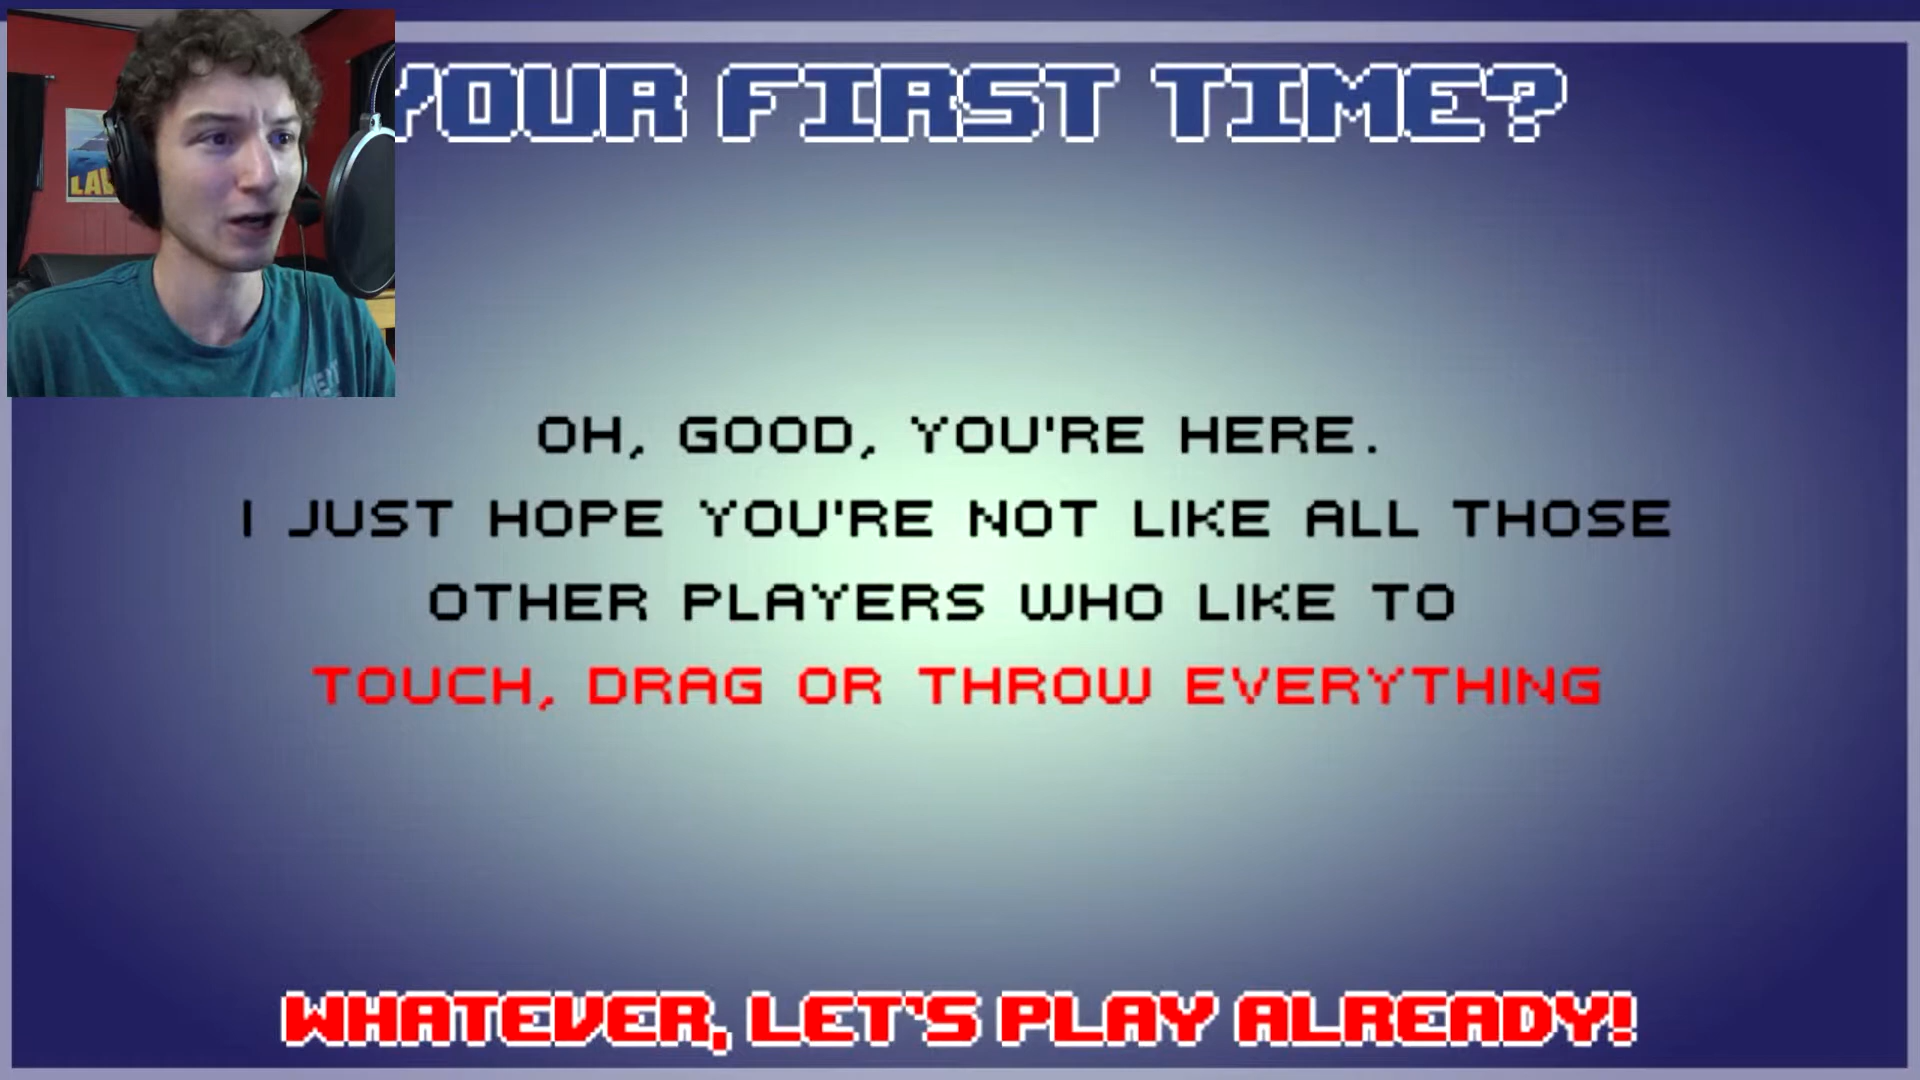 YOUR FIRST TIME?
OH, GOOD, YOU'RE HERE.
I JUST HOPE YOU'RE NOT LIKE ALL THOSE
OTHER PLAYERS WHO LIKE TO
TOUCH, DRAG OR THROW EVERYTHING
WHATEVER, LET'S PLAY ALREADY!